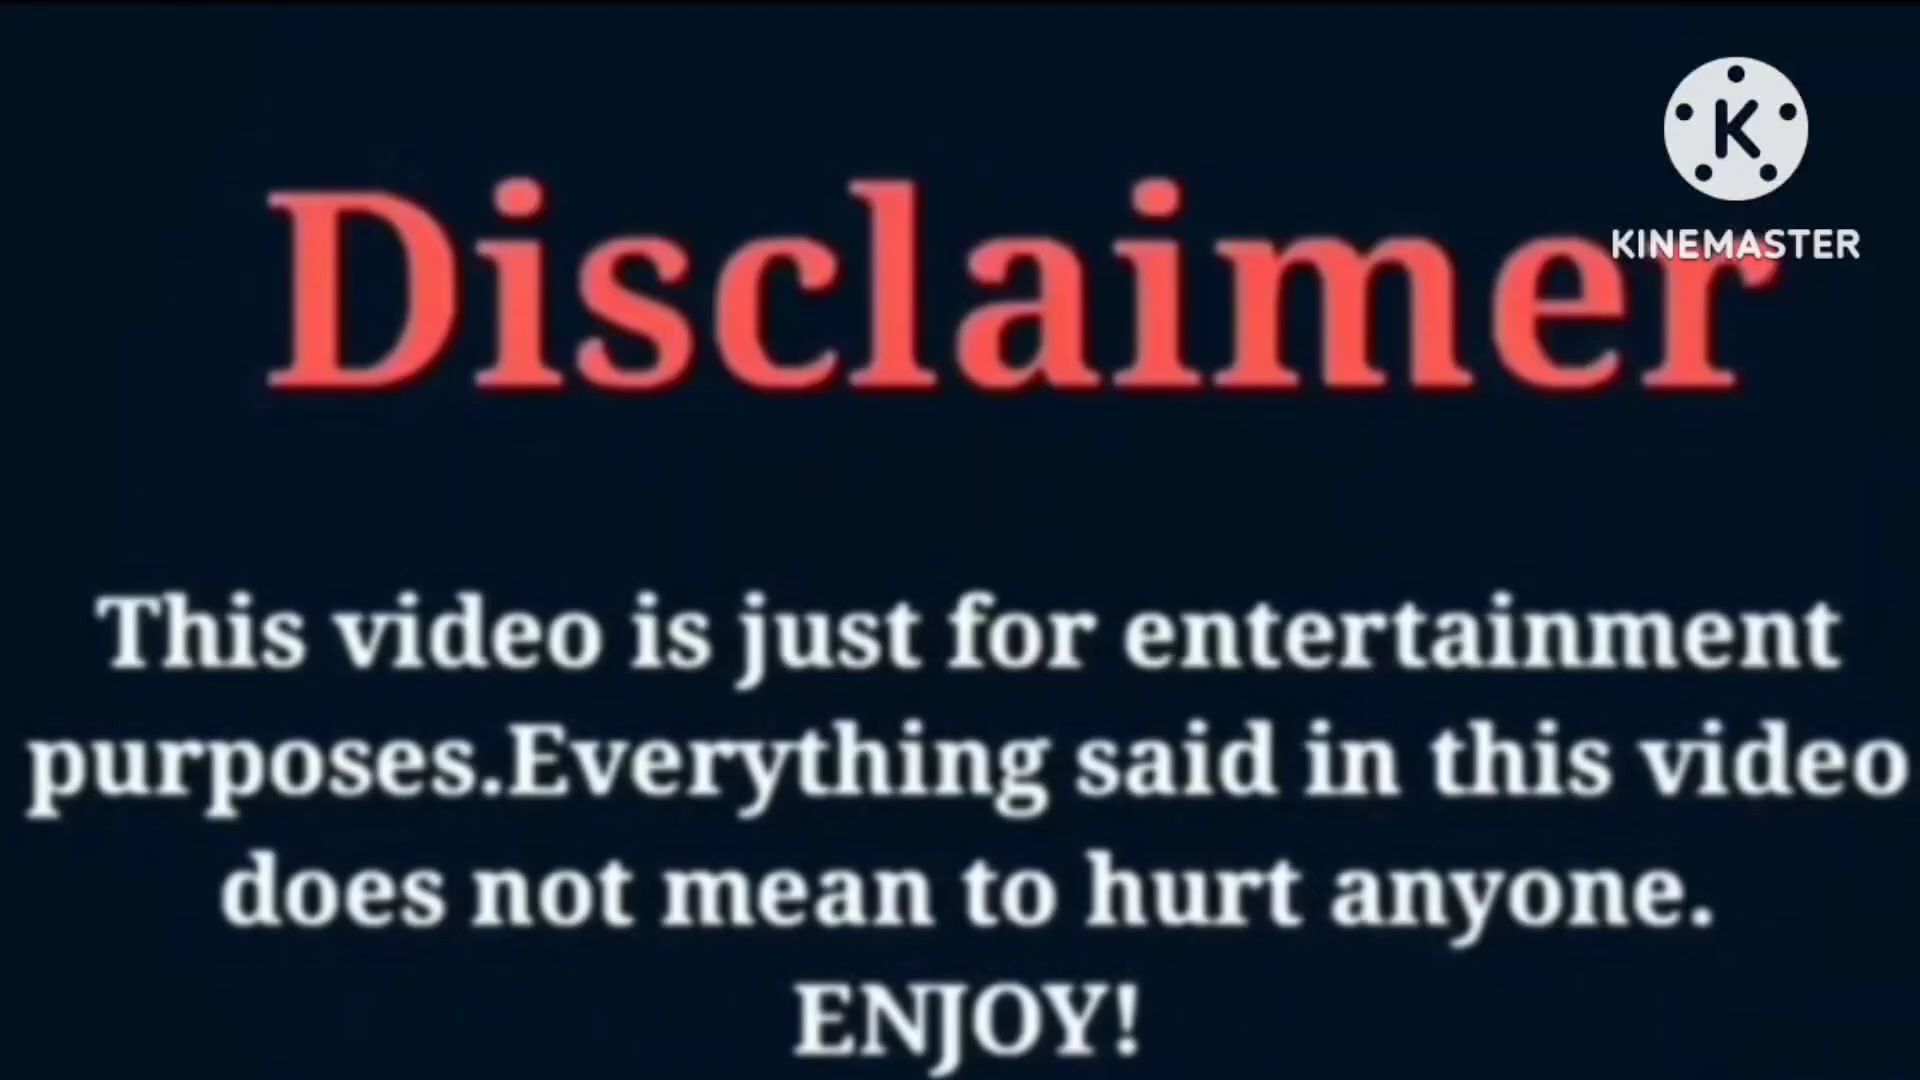 K
KINEMASTER
Disclaimer
This video is just for entertainment
purposes.Everything said in this video
does not mean to hurt anyone.
ENJOY!